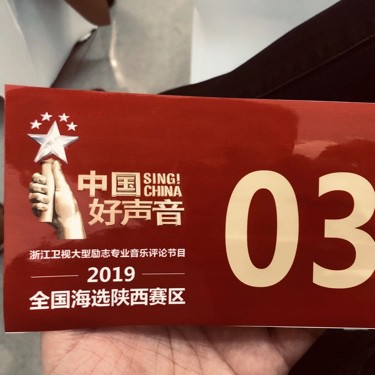 中国
SING!
CHINA
好声音
浙江卫视大型励志专业音乐评论节目
2019
全国海选陕西赛区
03